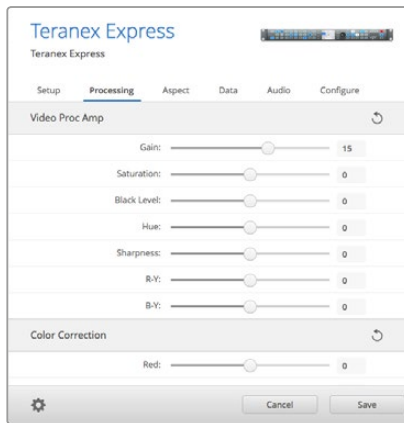 Teranex Express
Teranex Express
Setup Processing Aspect Data Audio Configure
Video Proc Amp
Gain: 15
Saturation: 0
Black Level: 0
Hue: 0
Sharpness: 0
R-Y: 0
B-Y: 0
Color Correction
Red: 0
Cancel Save